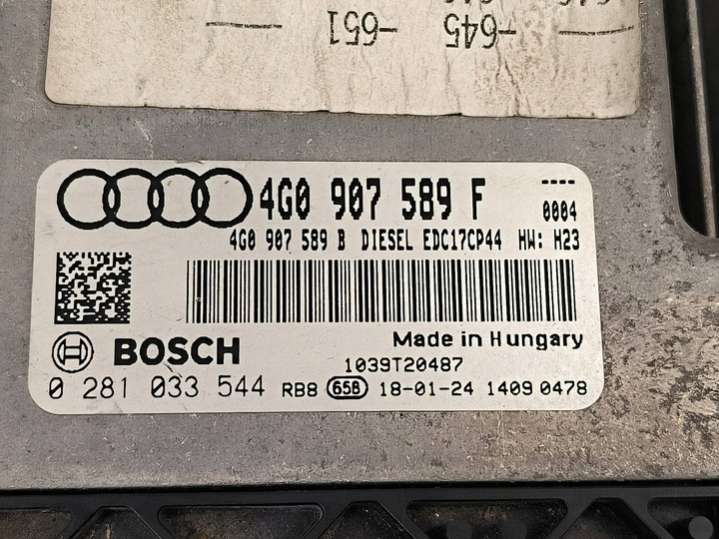 -645 -651
4G0 907 589 F ----
0004
4G0 907 589 B DIESEL EDC17CP44 HW: H23
Made in Hungary
BOSCH
1039T20487
0 281 033 544 RB8 658 18-01-24 1409 0478